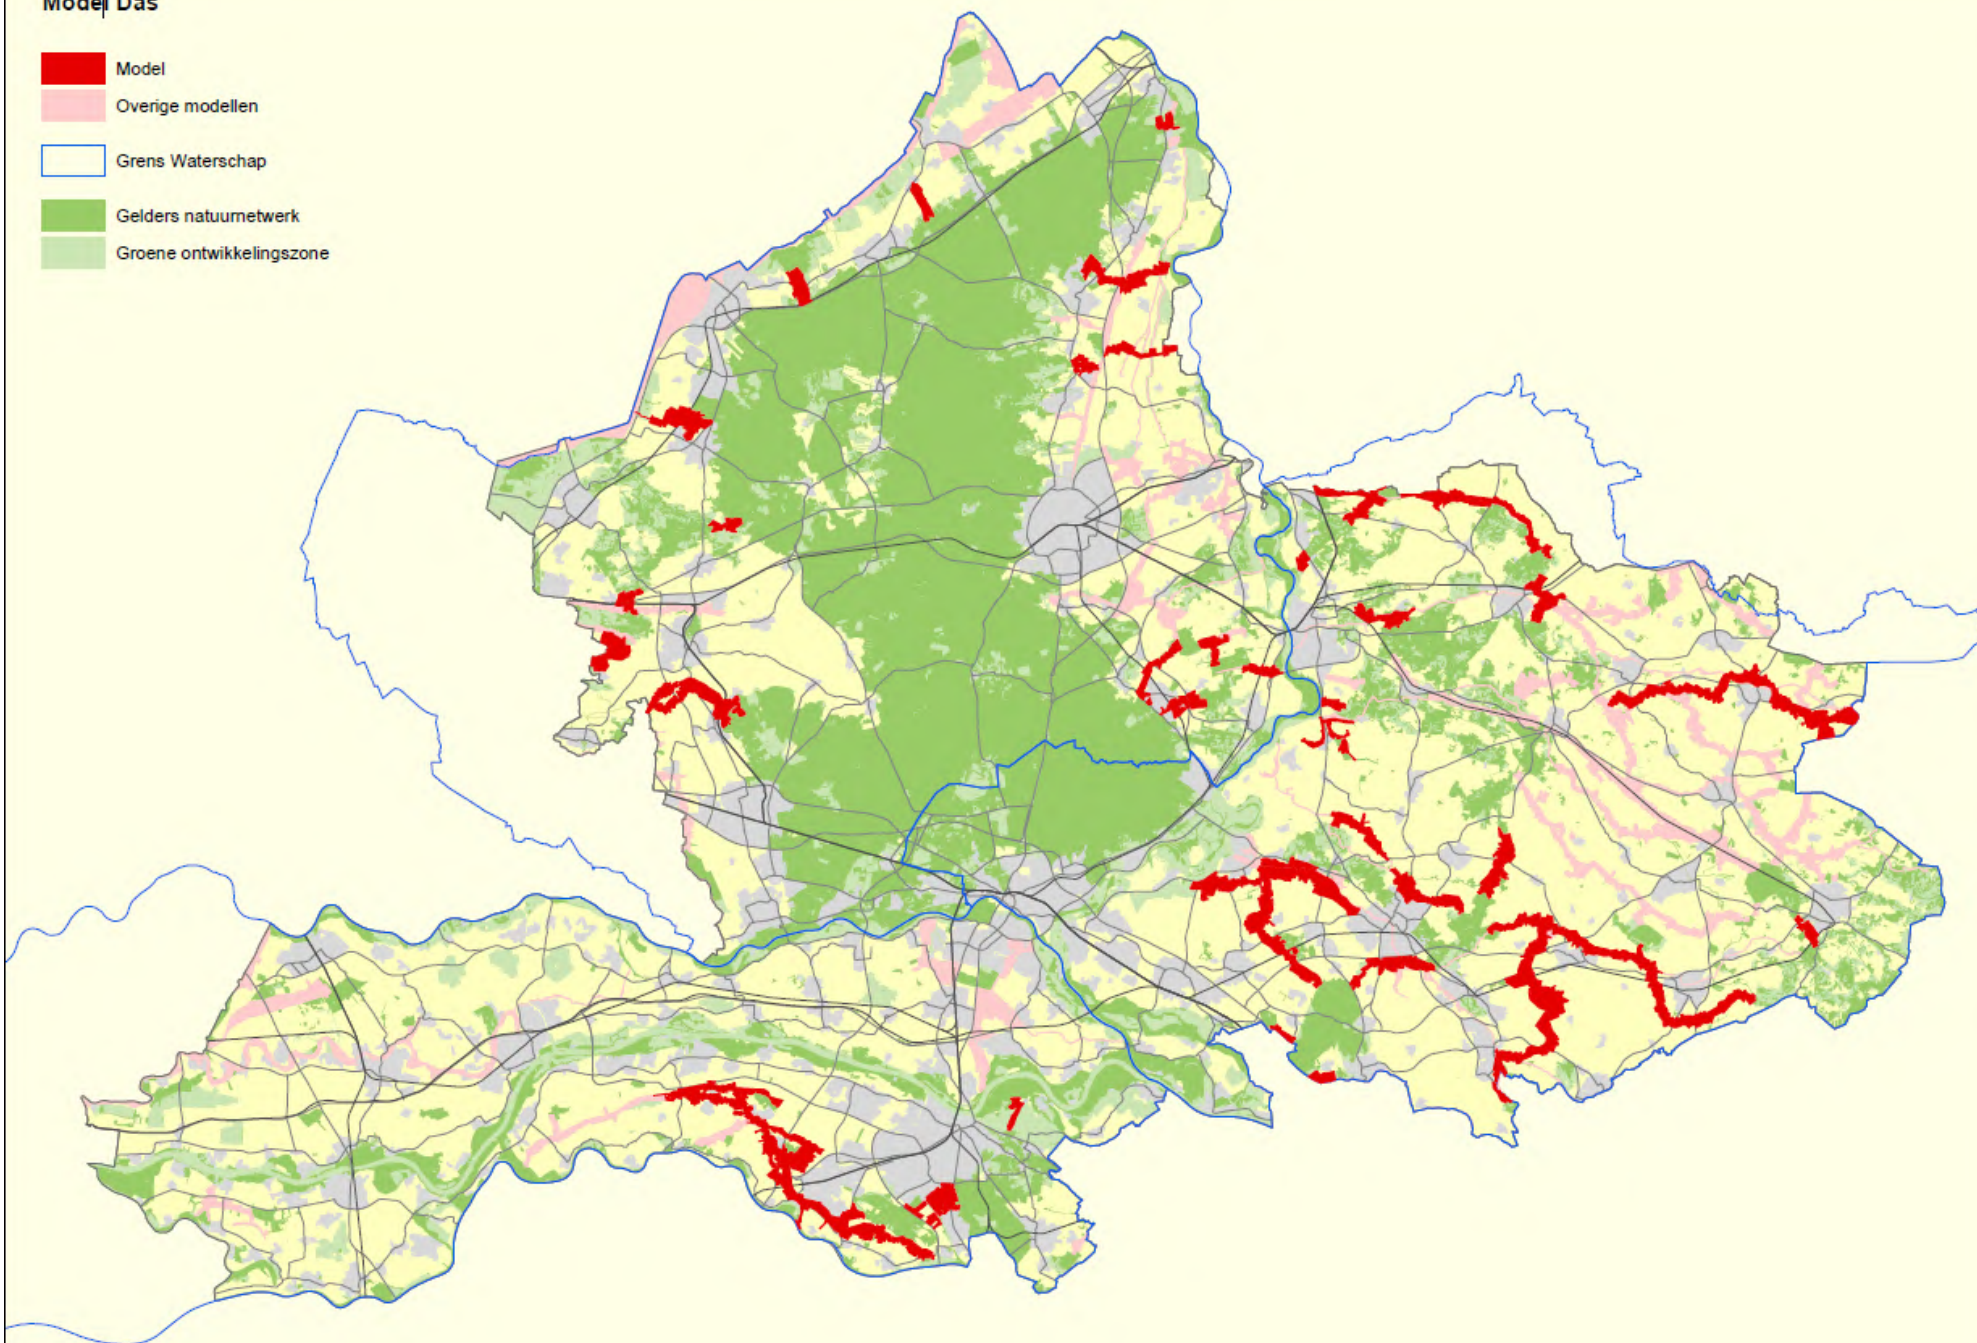 Model Das
Model
Overige modellen
Grens Waterschap
Gelders natuurnetwerk
Groene ontwikkelingszone